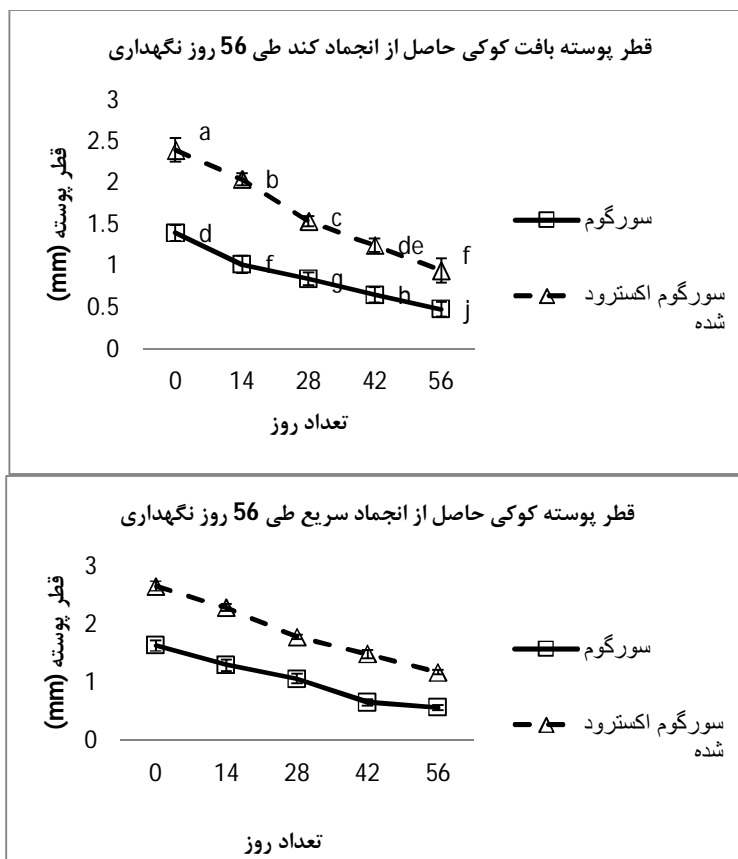 قطر پوسته بافت کوکی حاصل از انجماد کند طی 56 روز نگهداری
قطر پوسته (mm)
3
2.5
2
1.5
1
0.5
0
a
b
c
de
f
d
f
g
h
j
0 14 28 42 56
تعداد روز
سورگوم
سورگوم اکسترود
شده
قطر پوسته کوکی حاصل از انجماد سریع طی 56 روز نگهداری
قطر پوسته (mm)
3
2
1
0
0 14 28 42 56
تعداد روز
سورگوم
سورگوم اکسترود
شده